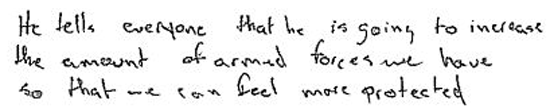 He tells everyone that he is going to increase
the amount of armed forces we have
so that we can feel more protected